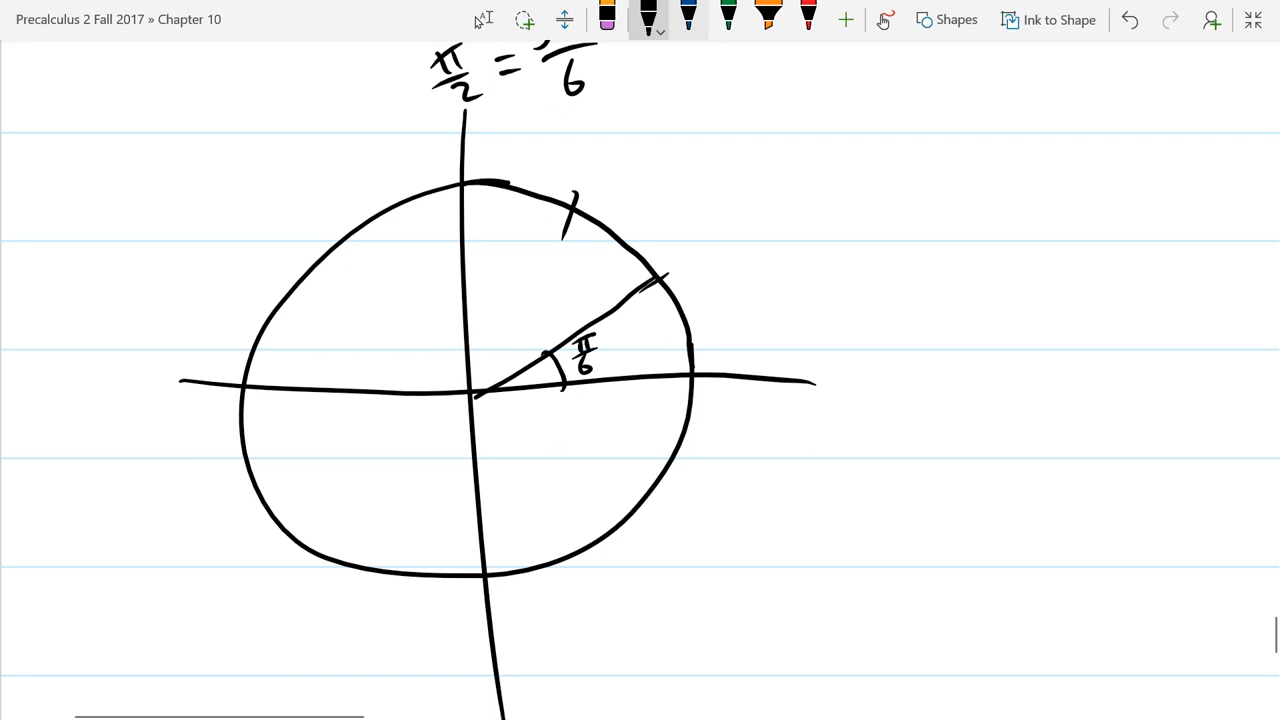 Precalculus 2 Fall 2017 » Chapter 10
Shapes
Ink to Shape
π/2 = /6
π/6